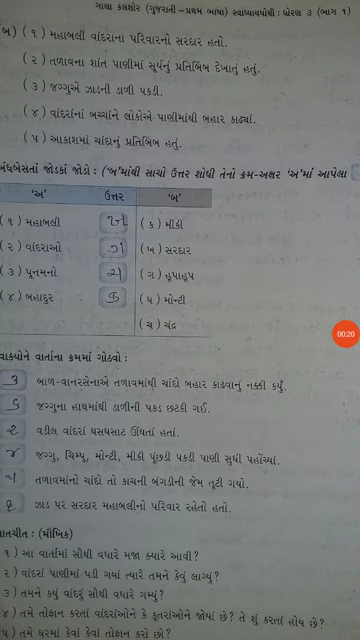 ગાલા કલશોર (ગુજરાતી - પ્રથમ ભાષા) સ્વાધ્યાયપોથી : ધોરણ ૩ (ભાગ ૧)
બ) ( ૧ ) મહાબલી વાંદરાના પરિવારનો સરદાર હતો.
( ૨ ) તળાવના શાંત પાણીમાં સૂર્યનું પ્રતિબિંબ દેખાતું હતું.
( ૩ ) જગ્ગુએ ઝાડની ડાળી પકડી.
( ૪ ) વાંદરાંનાં બચ્ચાંને લોકોએ પાણીમાંથી બહાર કાઢ્યાં.
( ૫ ) આકાશમાં ચાંદાનું પ્રતિબિંબ હતું.
બંધબેસતાં જોડકાં જોડો : ('બ'માંથી સાચો ઉત્તર શોધી તેનો ક્રમ-અક્ષર 'અ'માં આપેલા
'અ' ઉત્તર 'બ'
( ૧ ) મહાબલી ખ ( ક ) મીકી
( ૨ ) વાંદરાઓ ગ ( ખ ) સરદાર
( ૩ ) પૂનમનો ચ ( ગ ) હૂપાહૂપ
( ૪ ) બહાદુર ક ( ઘ ) મોન્ટી
( ચ ) ચંદ્ર
00:20
વાક્યોને વાર્તાના ક્રમમાં ગોઠવો :
૩ બાળ-વાનરસેનાએ તળાવમાંથી ચાંદો બહાર કાઢવાનું નક્કી કર્યું.
૬ જગ્ગુના હાથમાંથી ડાળીની પકડ છટકી ગઈ.
૨ વડીલ વાંદરાં ઘસઘસાટ ઊંઘતાં હતાં.
૪ જગ્ગુ, ચિમ્પૂ, મોન્ટી, મીકી પૂંછડી પકડી પાણી સુધી પહોંચ્યાં.
૫ તળાવમાંનો ચાંદો તો કાચની બંગડીની જેમ તૂટી ગયો.
૧ ઝાડ પર સરદાર મહાબલીનો પરિવાર રહેતો હતો.
વાતચીત : (મૌખિક)
૧ ) આ વાર્તામાં સૌથી વધારે મજા ક્યારે આવી?
૨ ) વાંદરાં પાણીમાં પડી ગયાં ત્યારે તમને કેવું લાગ્યું?
૩ ) તમને કયું વાંદરું સૌથી વધારે ગમ્યું?
૪ ) તમે તોફાન કરતાં વાંદરાંઓને કે કૂતરાંઓને જોયાં છે? તે શું કરતાં હોય છે?
૫ ) તમે ઘરમાં કેવાં કેવાં તોફાન કરો છો?